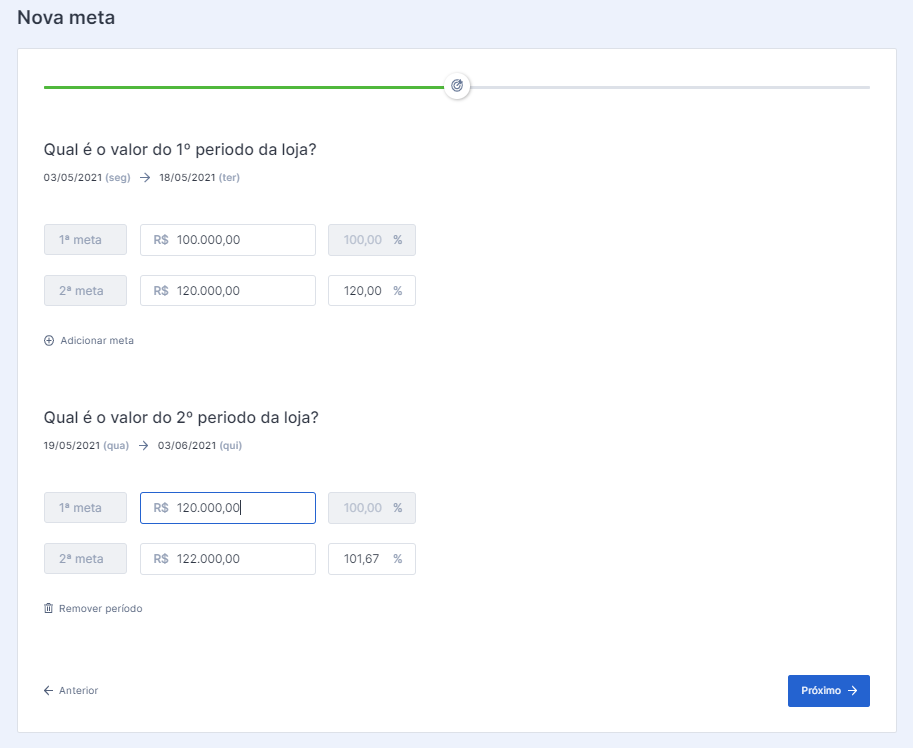 Nova meta
Qual é o valor do 1º periodo da loja?
03/05/2021 (seg) → 18/05/2021 (ter)
1ª meta R$ 100.000,00 100,00 %
2ª meta R$ 120.000,00 120,00 %
Adicionar meta
Qual é o valor do 2º periodo da loja?
19/05/2021 (qua) → 03/06/2021 (qui)
1ª meta R$ 120.000,00 100,00 %
2ª meta R$ 122.000,00 101,67 %
Remover período
← Anterior
Próximo →